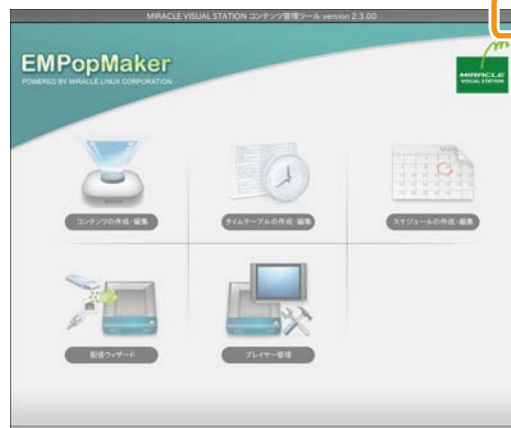 MIRACLE VISUAL STATION コンテンツ管理ツール version 2.3.00
EMPopMaker
POWERED BY MIRACLE LINUX CORPORATION
MIRACLE
VISUAL STATION
コンテンツの作成・編集
タイムテーブルの作成・編集
スケジュールの作成・編集
配信ウィザード
プレイヤー管理